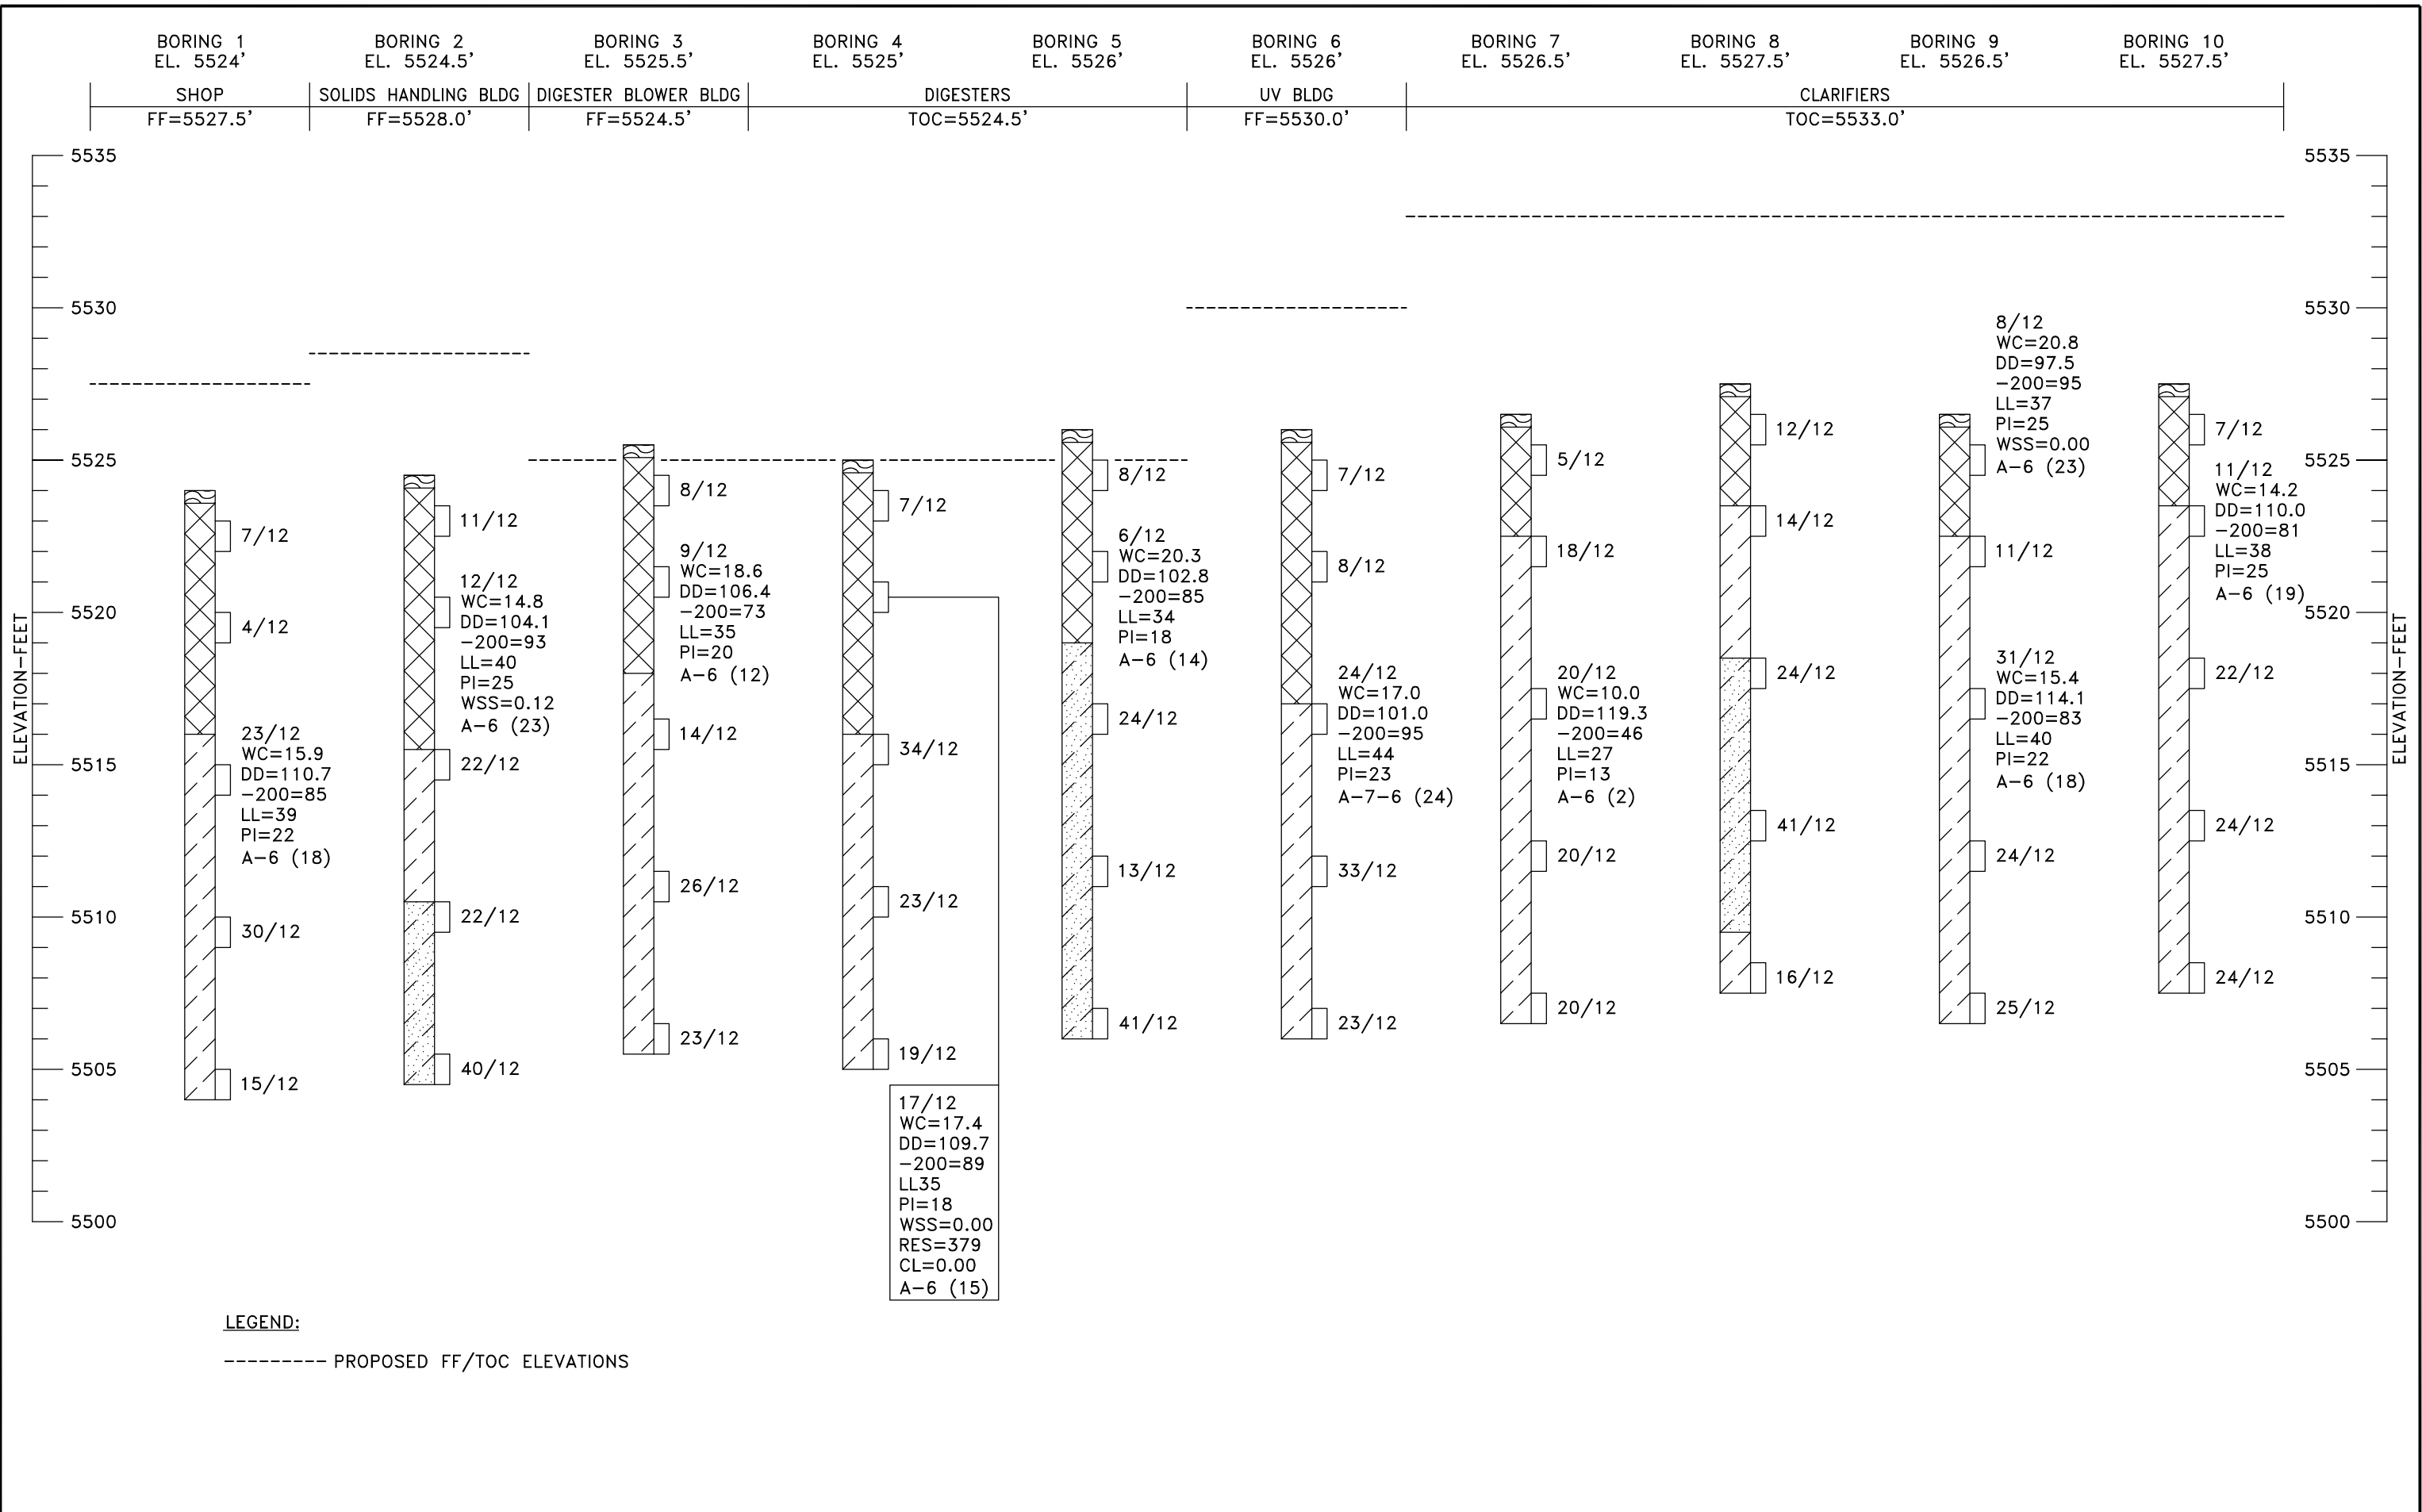 BORING 1
EL. 5524'
BORING 2
EL. 5524.5'
BORING 3
EL. 5525.5'
BORING 4
EL. 5525'
BORING 5
EL. 5526'
BORING 6
EL. 5526'
BORING 7
EL. 5526.5'
BORING 8
EL. 5527.5'
BORING 9
EL. 5526.5'
BORING 10
EL. 5527.5'
SHOP
FF=5527.5'
SOLIDS HANDLING BLDG
FF=5528.0'
DIGESTER BLOWER BLDG
FF=5524.5'
DIGESTERS
TOC=5524.5'
UV BLDG
FF=5530.0'
CLARIFIERS
TOC=5533.0'
ELEVATION-FEET
5535
5530
5525
5520
5515
5510
5505
5500
7/12
4/12
23/12
WC=15.9
DD=110.7
-200=85
LL=39
PI=22
A-6 (18)
30/12
15/12
11/12
12/12
WC=14.8
DD=104.1
-200=93
LL=40
PI=25
WSS=0.12
A-6 (23)
22/12
22/12
40/12
8/12
9/12
WC=18.6
DD=106.4
-200=73
LL=35
PI=20
A-6 (12)
14/12
26/12
23/12
7/12
34/12
23/12
19/12
17/12
WC=17.4
DD=109.7
-200=89
LL35
PI=18
WSS=0.00
RES=379
CL=0.00
A-6 (15)
8/12
6/12
WC=20.3
DD=102.8
-200=85
LL=34
PI=18
A-6 (14)
24/12
13/12
41/12
7/12
8/12
24/12
WC=17.0
DD=101.0
-200=95
LL=44
PI=23
A-7-6 (24)
33/12
23/12
5/12
18/12
20/12
WC=10.0
DD=119.3
-200=46
LL=27
PI=13
A-6 (2)
20/12
20/12
12/12
14/12
24/12
41/12
16/12
8/12
WC=20.8
DD=97.5
-200=95
LL=37
PI=25
WSS=0.00
A-6 (23)
11/12
31/12
WC=15.4
DD=114.1
-200=83
LL=40
PI=22
A-6 (18)
24/12
25/12
7/12
11/12
WC=14.2
DD=110.0
-200=81
LL=38
PI=25
A-6 (19)
22/12
24/12
24/12
5535
5530
5525
5520
5515
5510
5505
5500
ELEVATION-FEET
LEGEND:
PROPOSED FF/TOC ELEVATIONS